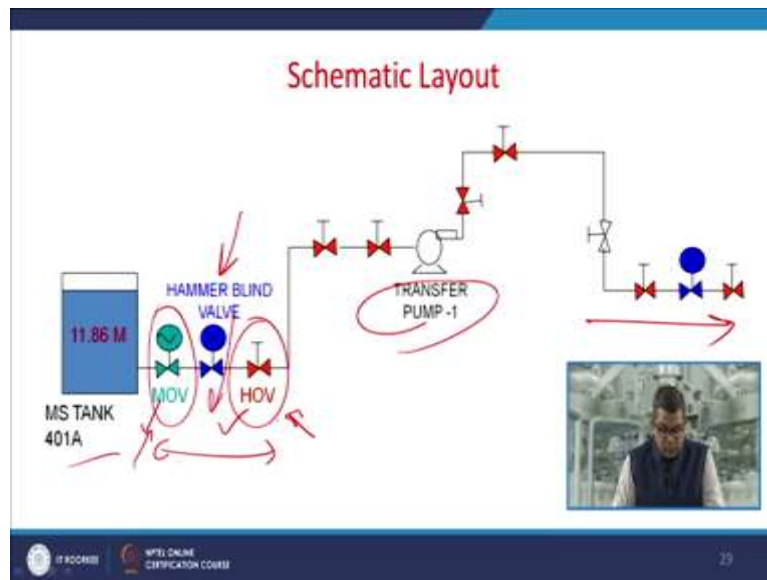 Schematic Layout
HAMMER BLIND
VALVE
TRANSFER
PUMP -1
11.86 M
MOV
HOV
MS TANK
401A
IIT ROORKEE
NPTEL ONLINE
CERTIFICATION COURSE
29